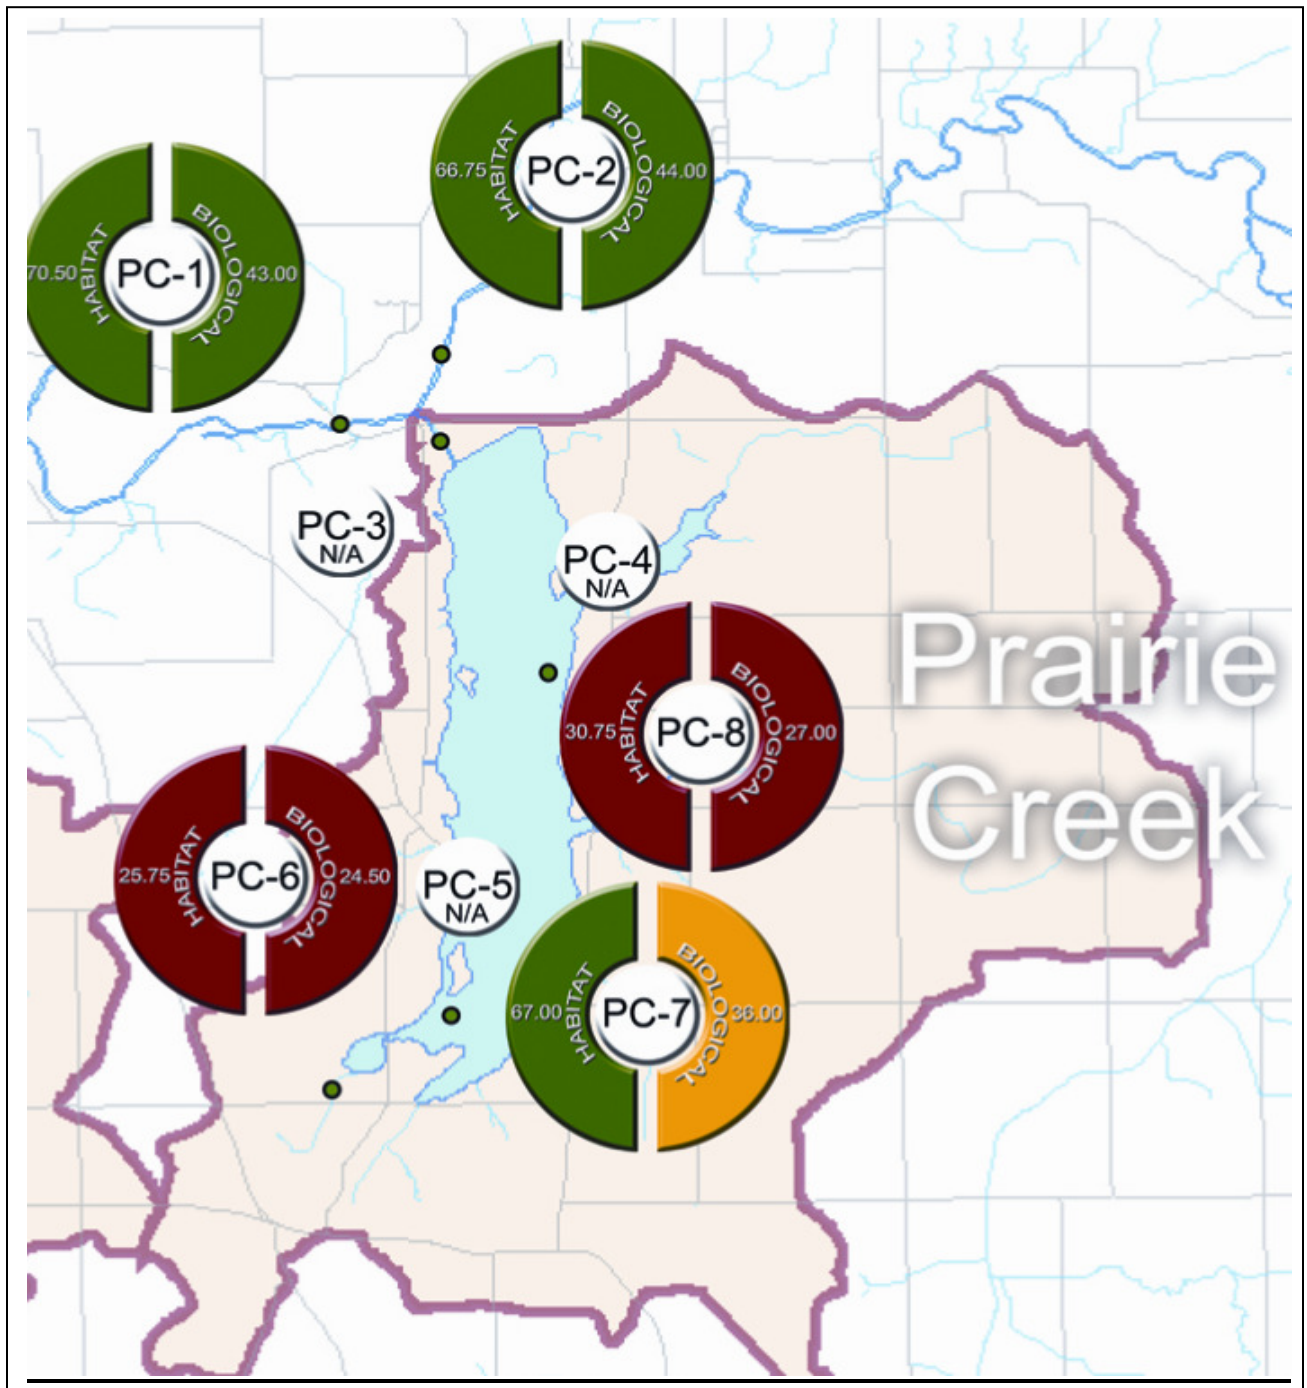 66.75
HABITAT
PC-2
BIOLOGICAL
44.00
70.50
HABITAT
PC-1
BIOLOGICAL
43.00
PC-3
N/A
PC-4
N/A
Prairie
Creek
30.75
HABITAT
PC-8
BIOLOGICAL
27.00
25.75
HABITAT
PC-6
BIOLOGICAL
24.50
PC-5
N/A
67.00
HABITAT
PC-7
BIOLOGICAL
36.00